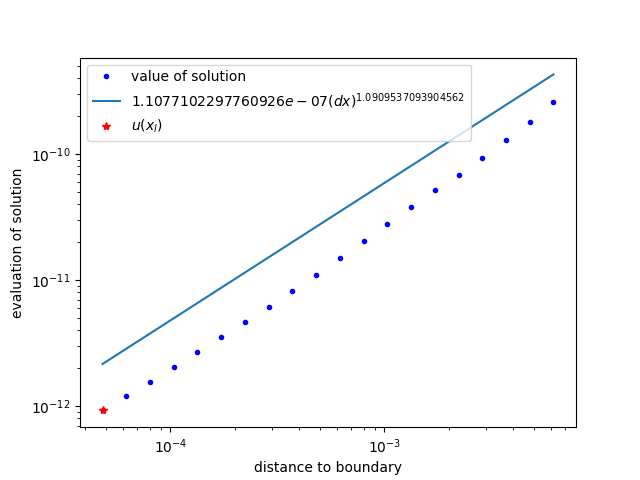 value of solution
1.1077102297760926e − 07(dx)^1.0909537093904562
u(x_l)
10^−10
10^−11
10^−12
evaluation of solution
10^−4 10^−3
distance to boundary